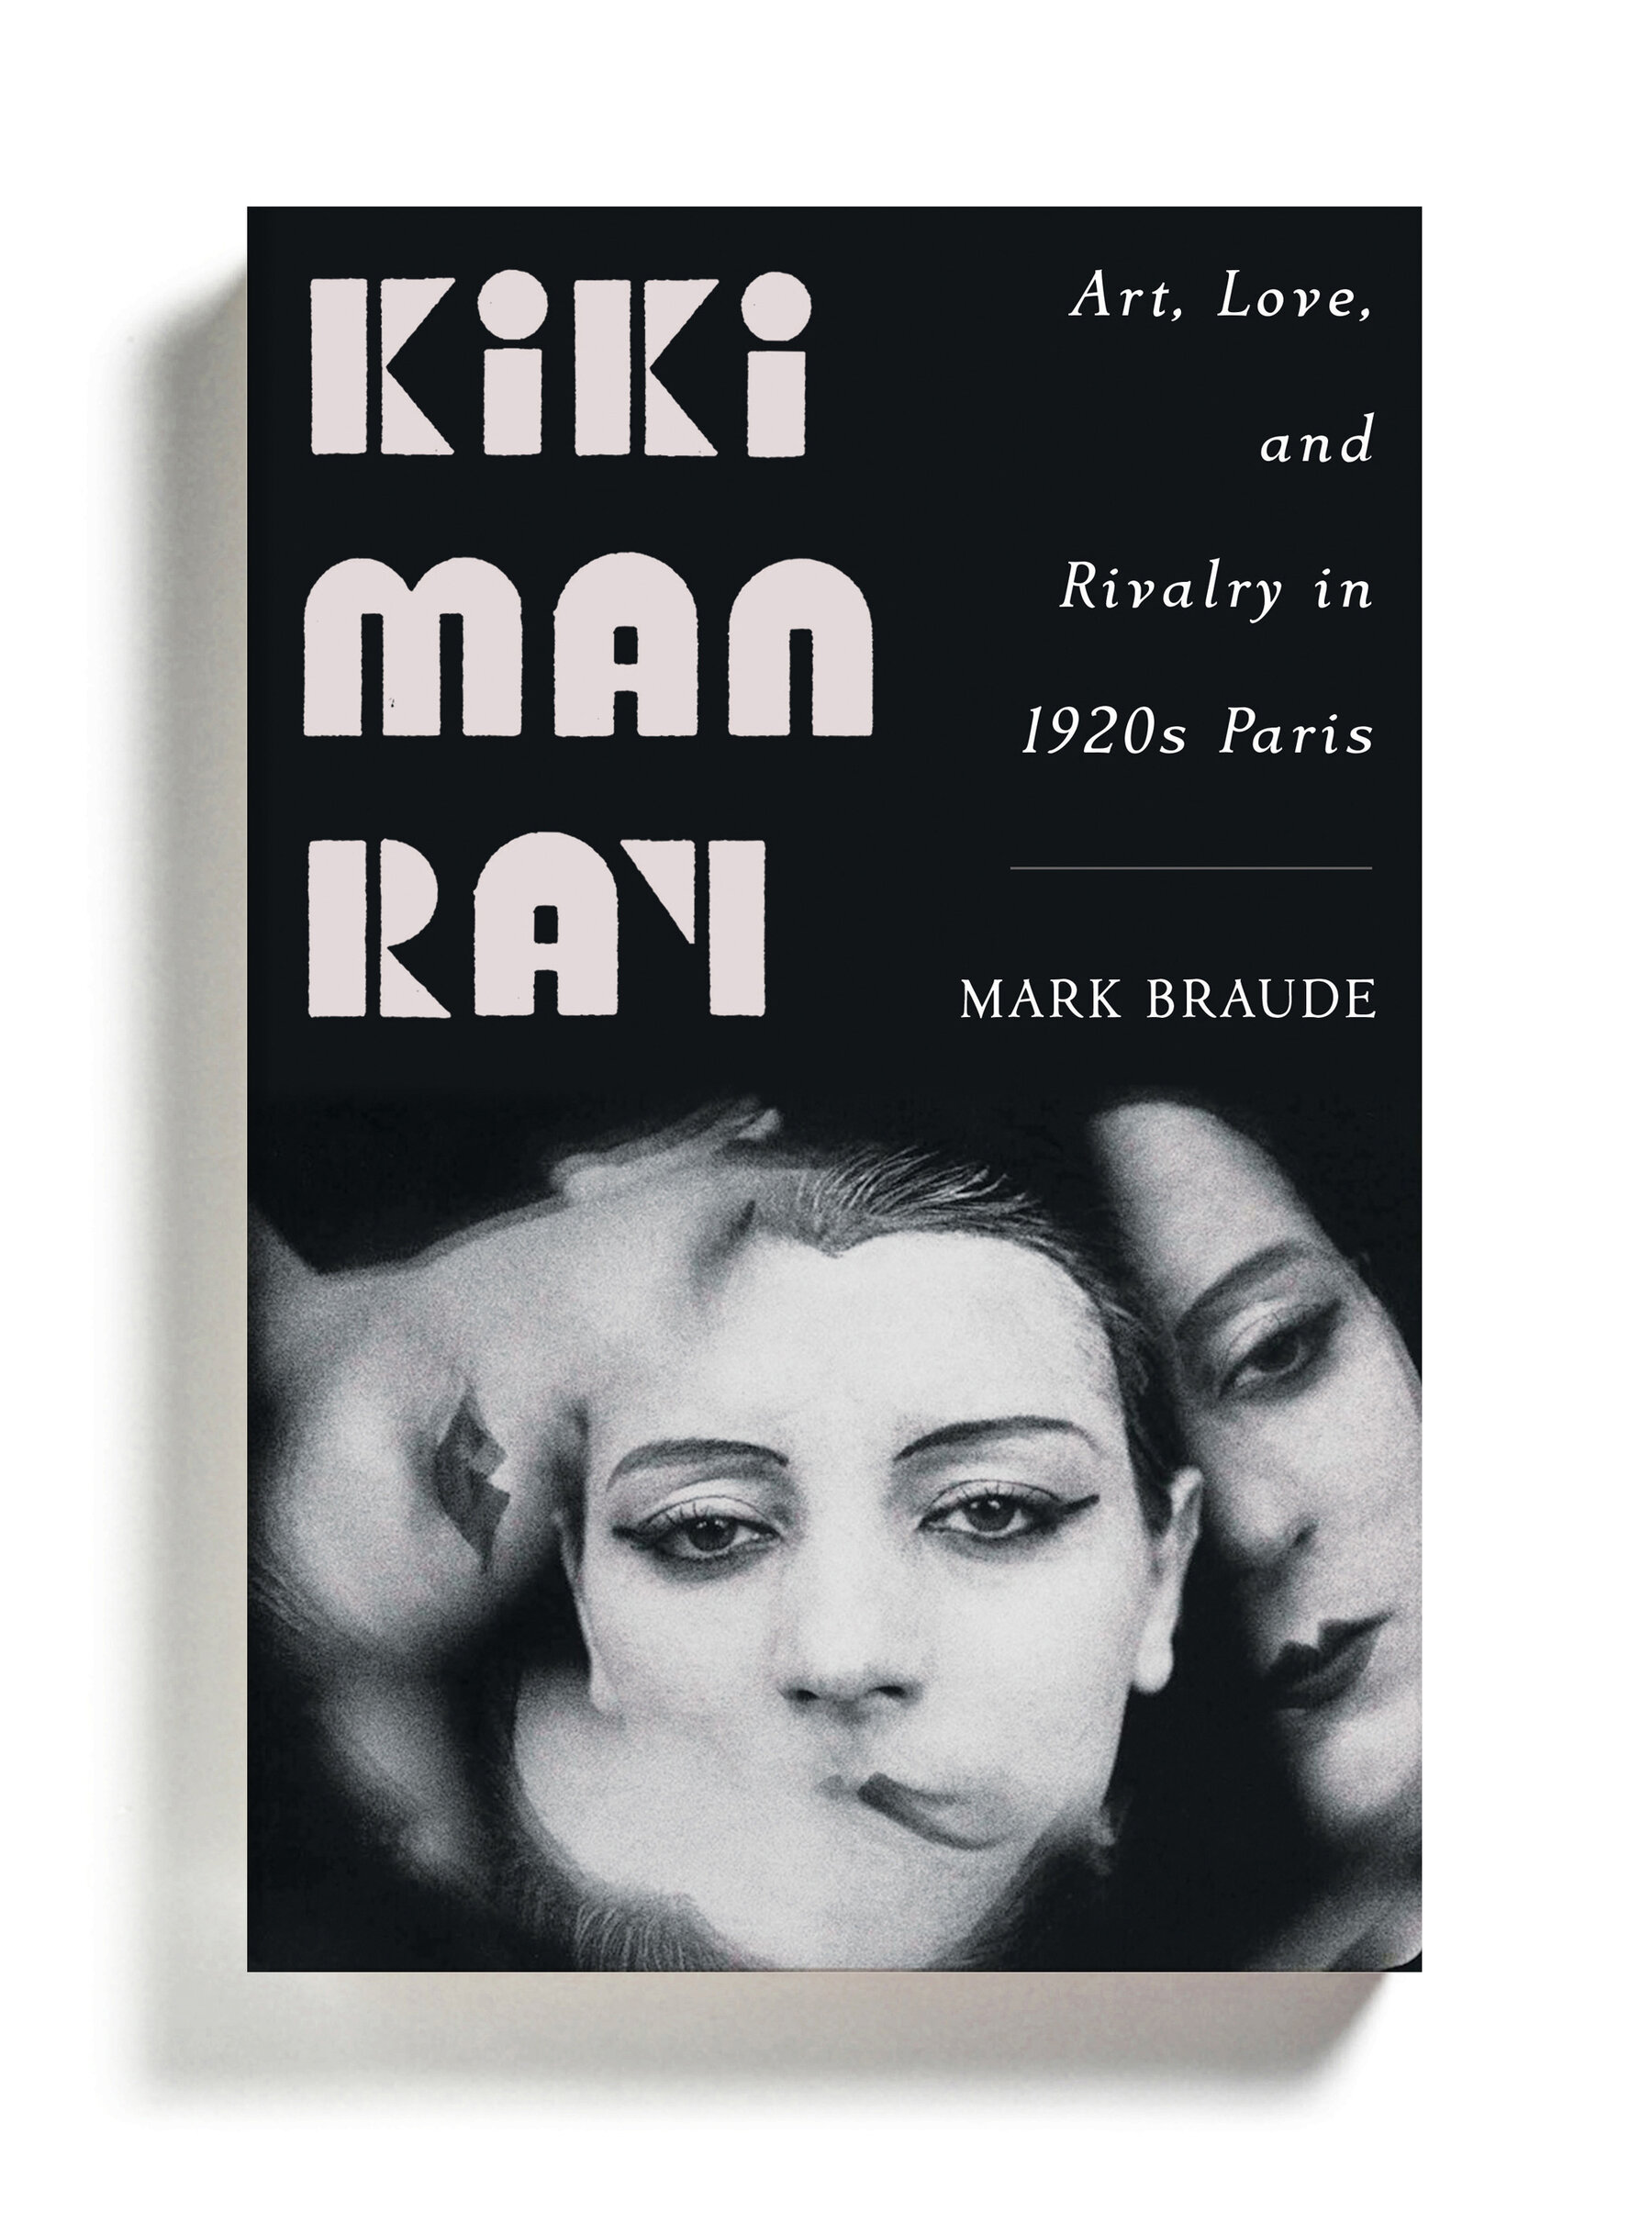 KiKi
MAN
RAY
Art, Love,
and
Rivalry in
1920s Paris
MARK BRAUDE